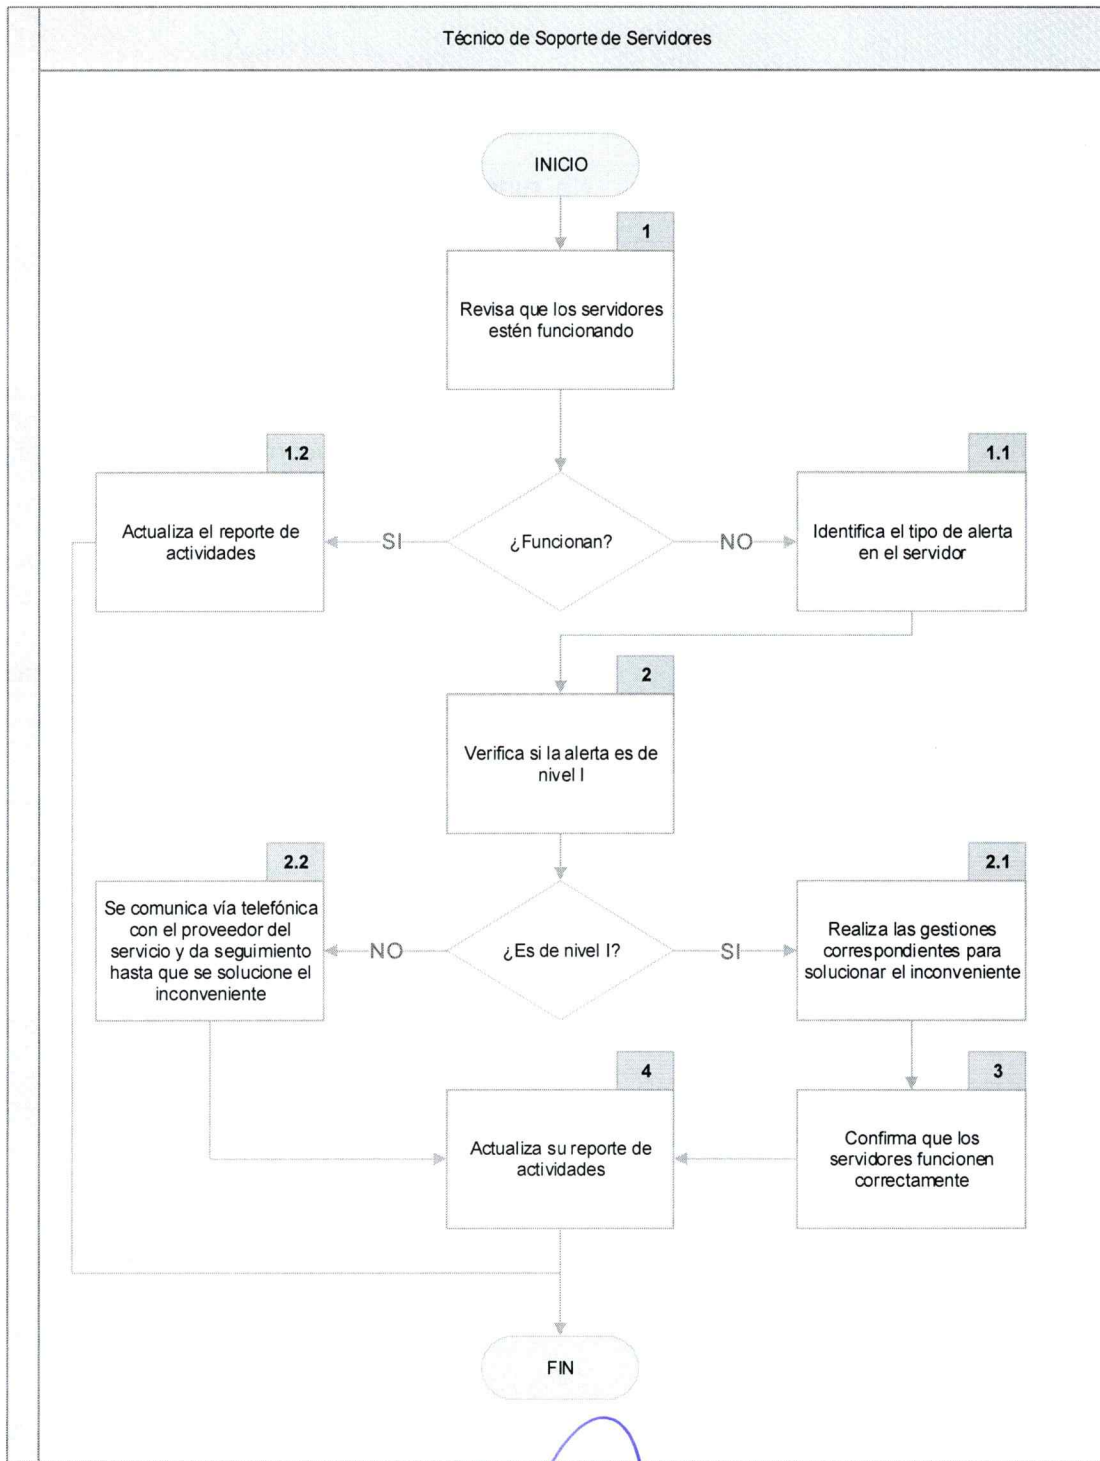 Técnico de Soporte de Servidores
INICIO
1
Revisa que los servidores
estén funcionando
1.2
Actualiza el reporte de
actividades
SI
¿Funcionan?
NO
1.1
Identifica el tipo de alerta
en el servidor
2
Verifica si la alerta es de
nivel I
2.2
Se comunica vía telefónica
con el proveedor del
servicio y da seguimiento
hasta que se solucione el
inconveniente
NO
¿Es de nivel I?
SI
2.1
Realiza las gestiones
correspondientes para
solucionar el inconveniente
3
Confirma que los
servidores funcionen
correctamente
4
Actualiza su reporte de
actividades
FIN